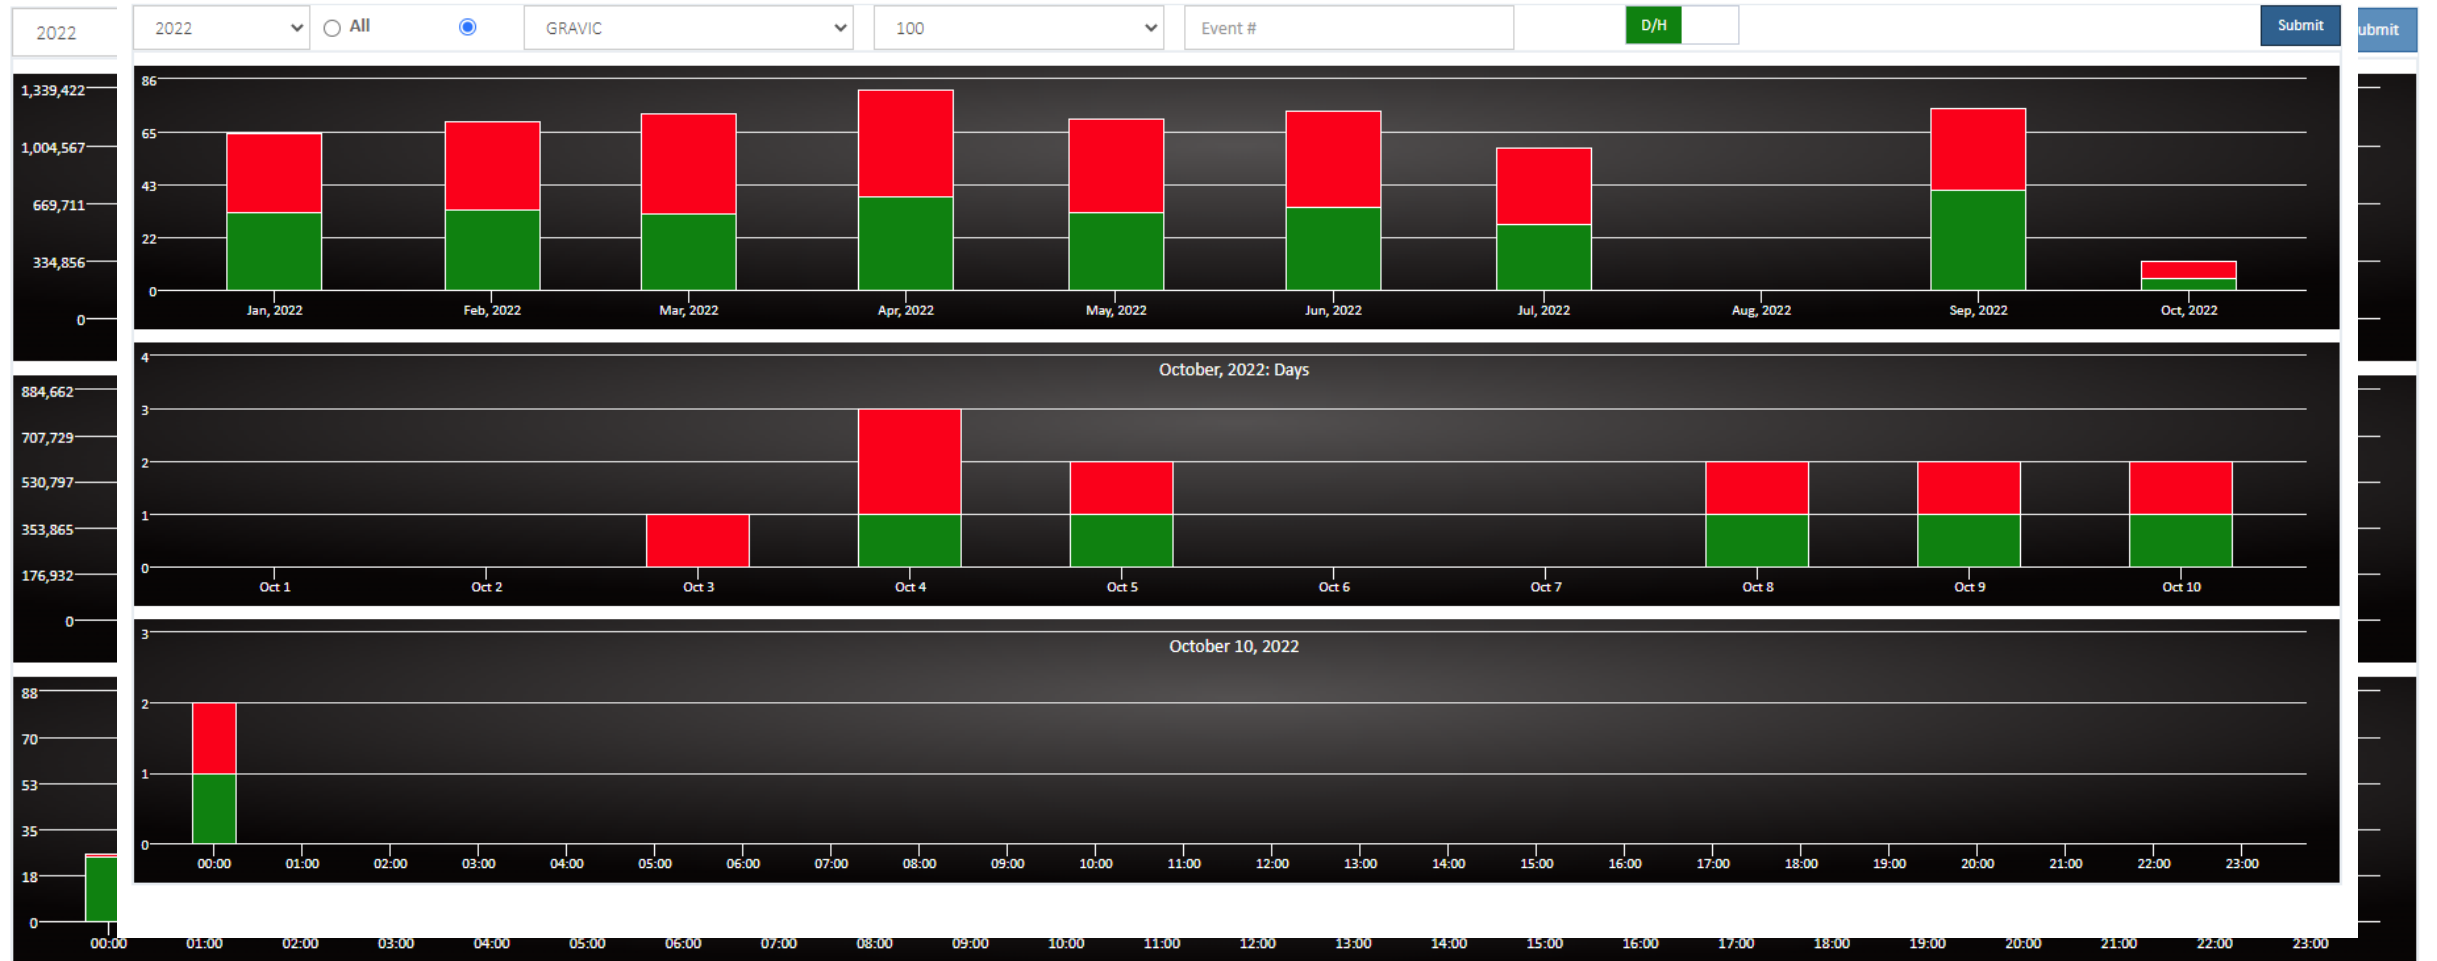 2022
2022
All
GRAVIC
100
Event #
D/H
Submit
ubmit
1,339,422
1,004,567
669,711
334,856
0
86
65
43
22
0
Jan, 2022 Feb, 2022 Mar, 2022 Apr, 2022 May, 2022 Jun, 2022 Jul, 2022 Aug, 2022 Sep, 2022 Oct, 2022
884,662
707,729
530,797
353,865
176,932
0
October, 2022: Days
4
3
2
1
0
Oct 1 Oct 2 Oct 3 Oct 4 Oct 5 Oct 6 Oct 7 Oct 8 Oct 9 Oct 10
October 10, 2022
3
2
1
0
00:00 01:00 02:00 03:00 04:00 05:00 06:00 07:00 08:00 09:00 10:00 11:00 12:00 13:00 14:00 15:00 16:00 17:00 18:00 19:00 20:00 21:00 22:00 23:00
88
70
53
35
18
0
00:00 01:00 02:00 03:00 04:00 05:00 06:00 07:00 08:00 09:00 10:00 11:00 12:00 13:00 14:00 15:00 16:00 17:00 18:00 19:00 20:00 21:00 22:00 23:00